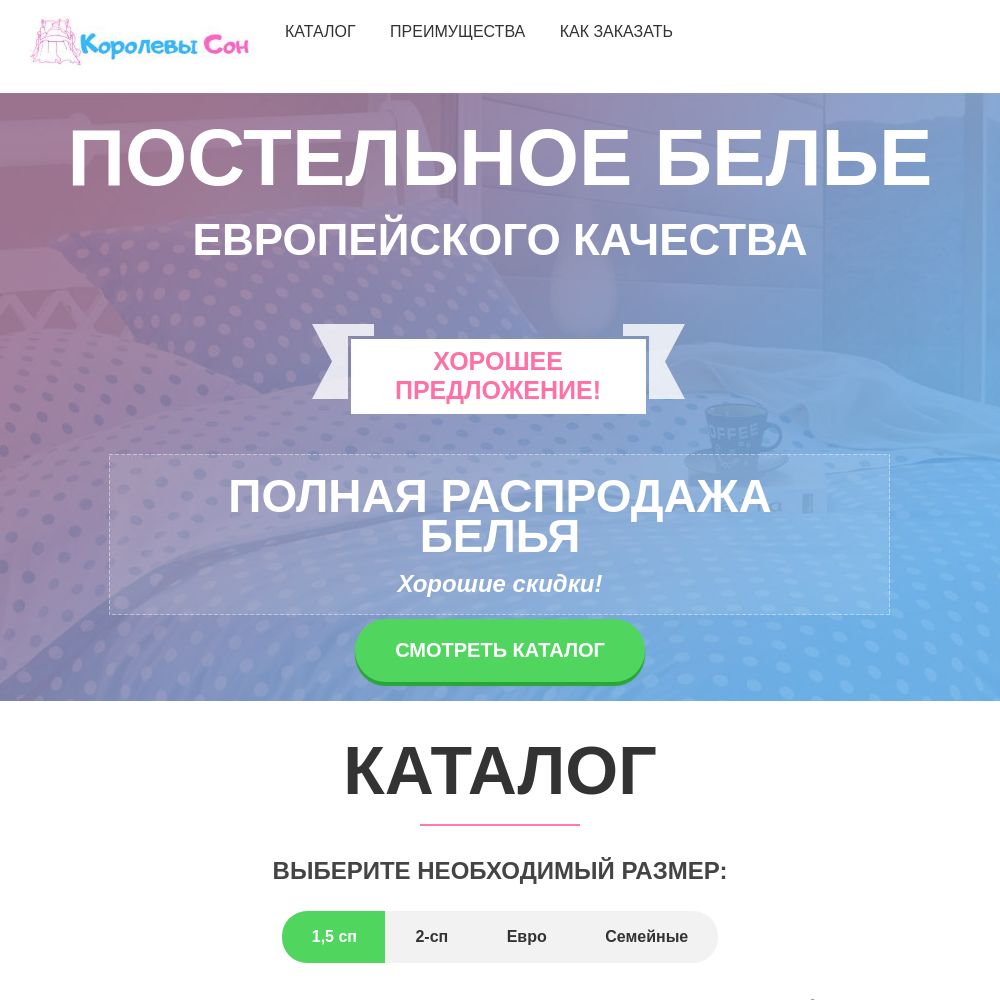 Королевы Сон
КАТАЛОГ ПРЕИМУЩЕСТВА КАК ЗАКАЗАТЬ
ПОСТЕЛЬНОЕ БЕЛЬЕ
ЕВРОПЕЙСКОГО КАЧЕСТВА
ХОРОШЕЕ
ПРЕДЛОЖЕНИЕ!
COFFEE
ПОЛНАЯ РАСПРОДАЖА
БЕЛЬЯ
Хорошие скидки!
СМОТРЕТЬ КАТАЛОГ
КАТАЛОГ
ВЫБЕРИТЕ НЕОБХОДИМЫЙ РАЗМЕР:
1,5 сп 2-сп Евро Семейные